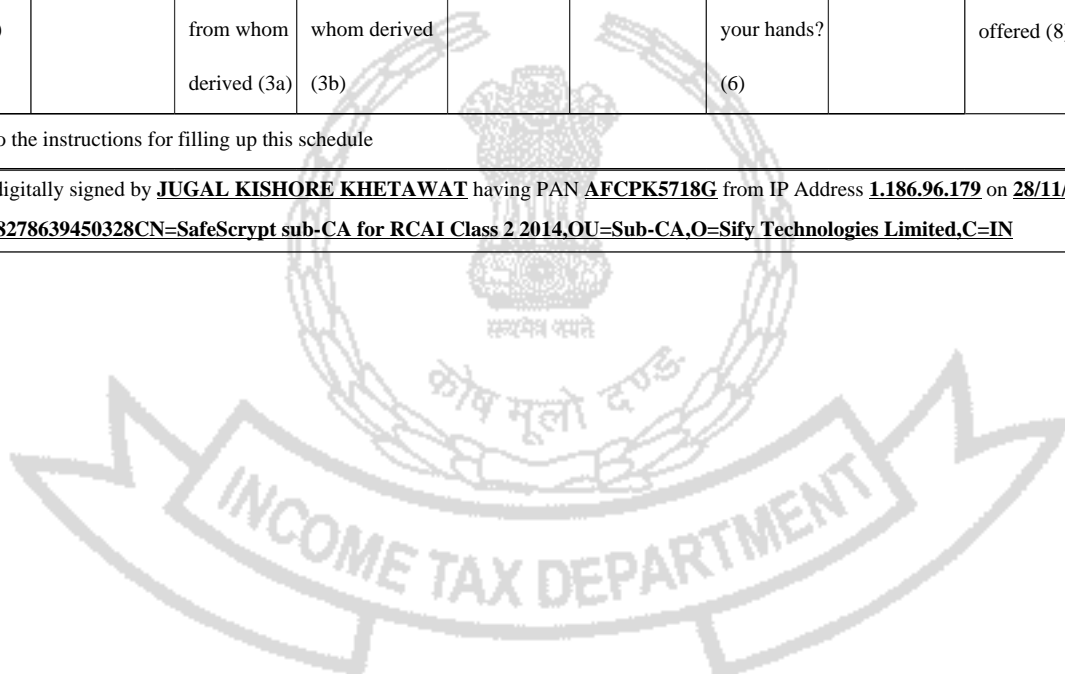 from whom whom derived your hands? offered (8)
derived (3a) (3b) (6)
o the instructions for filling up this schedule
digitally signed by JUGAL KISHORE KHETAWAT having PAN AFCPK5718G from IP Address 1.186.96.179 on 28/11/
8278639450328CN=SafeScrypt sub-CA for RCAI Class 2 2014,OU=Sub-CA,O=Sify Technologies Limited,C=IN
सत्यमेव जयते
कोष मूलो दण्ड:
INCOME TAX DEPARTMENT